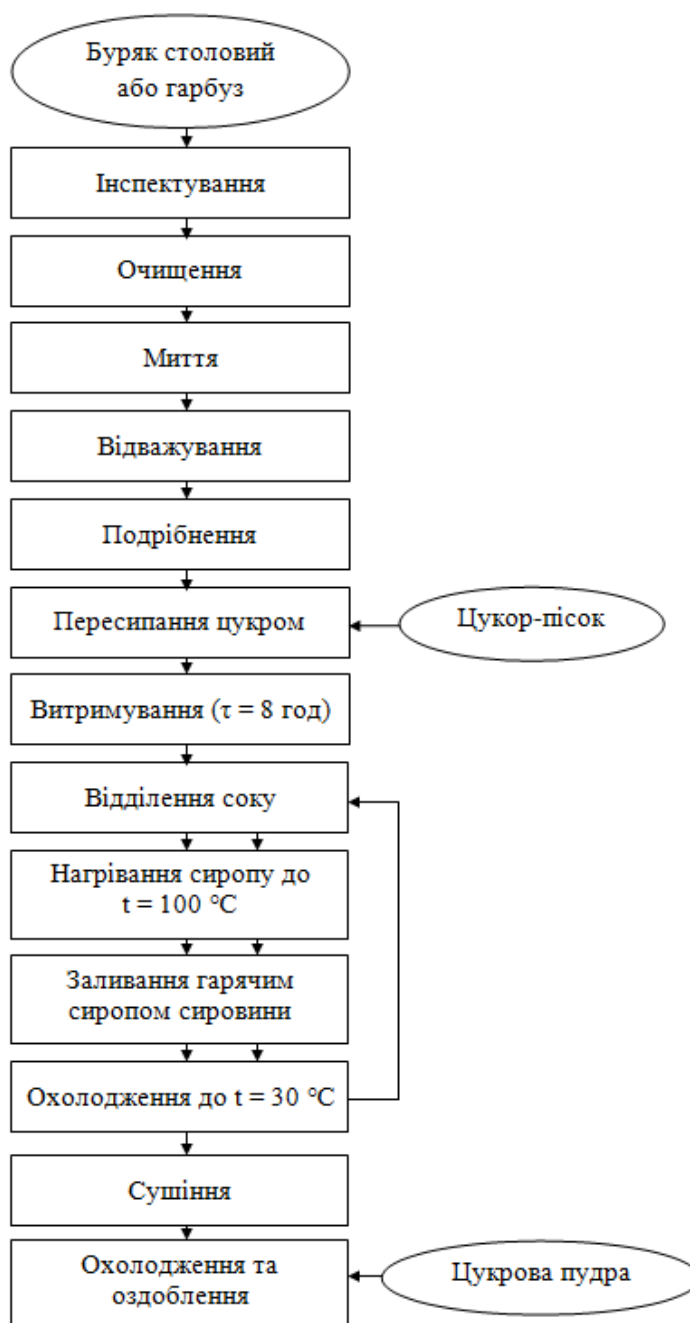 Буряк столовий
або гарбуз
Інспектування
Очищення
Миття
Відважування
Подрібнення
Пересипання цукром
Цукор-пісок
Витримування (τ = 8 год)
Відділення соку
Нагрівання сиропу до
t = 100 °C
Заливання гарячим
сиропом сировини
Охолодження до t = 30 °C
Сушіння
Охолодження та
оздоблення
Цукрова пудра